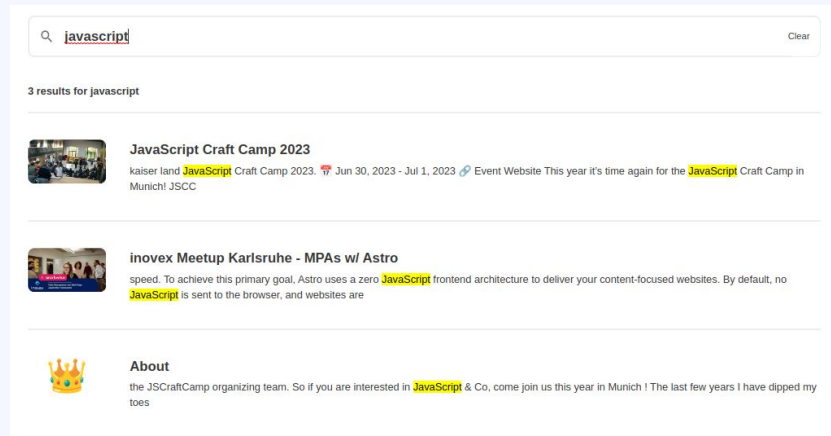 javascript
Clear
3 results for javascript
JavaScript Craft Camp 2023
kaiser land JavaScript Craft Camp 2023. 📅 Jun 30, 2023 - Jul 1, 2023 🔗 Event Website This year it's time again for the JavaScript Craft Camp in
Munich! JSCC
inovex Meetup Karlsruhe - MPAs w/ Astro
speed. To achieve this primary goal, Astro uses a zero JavaScript frontend architecture to deliver your content-focused websites. By default, no
JavaScript is sent to the browser, and websites are
About
the JSCraftCamp organizing team. So if you are interested in JavaScript & Co, come join us this year in Munich ! The last few years I have dipped my
toes